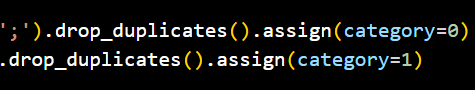 ';').drop_duplicates().assign(category=0)
.drop_duplicates().assign(category=1)